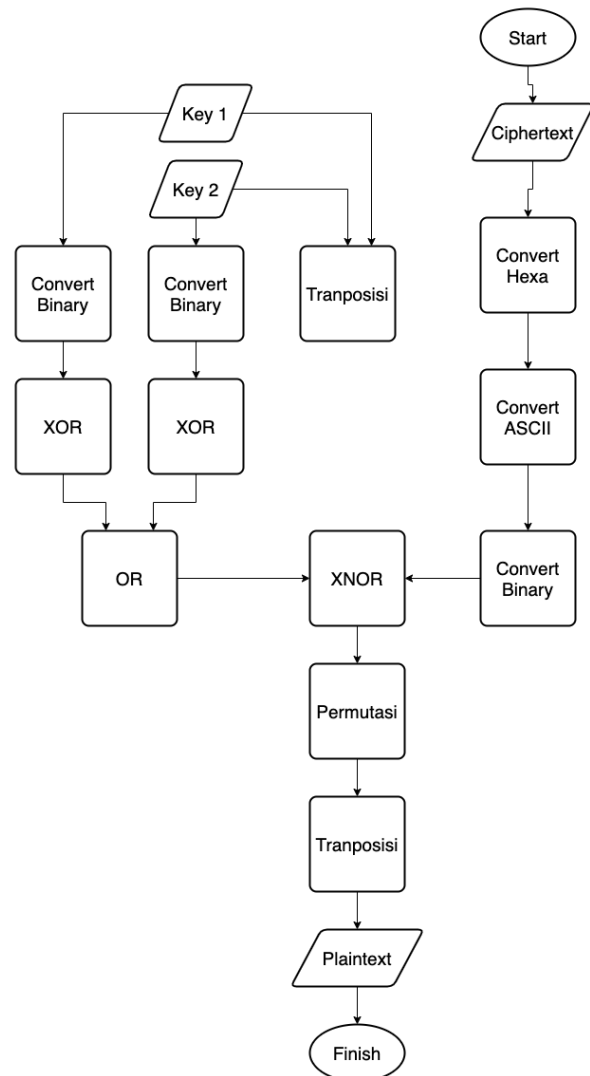 Start
Key 1
Ciphertext
Key 2
Convert
Binary
Convert
Binary
Tranposisi
Convert
Hexa
XOR
XOR
Convert
ASCII
OR
XNOR
Convert
Binary
Permutasi
Tranposisi
Plaintext
Finish